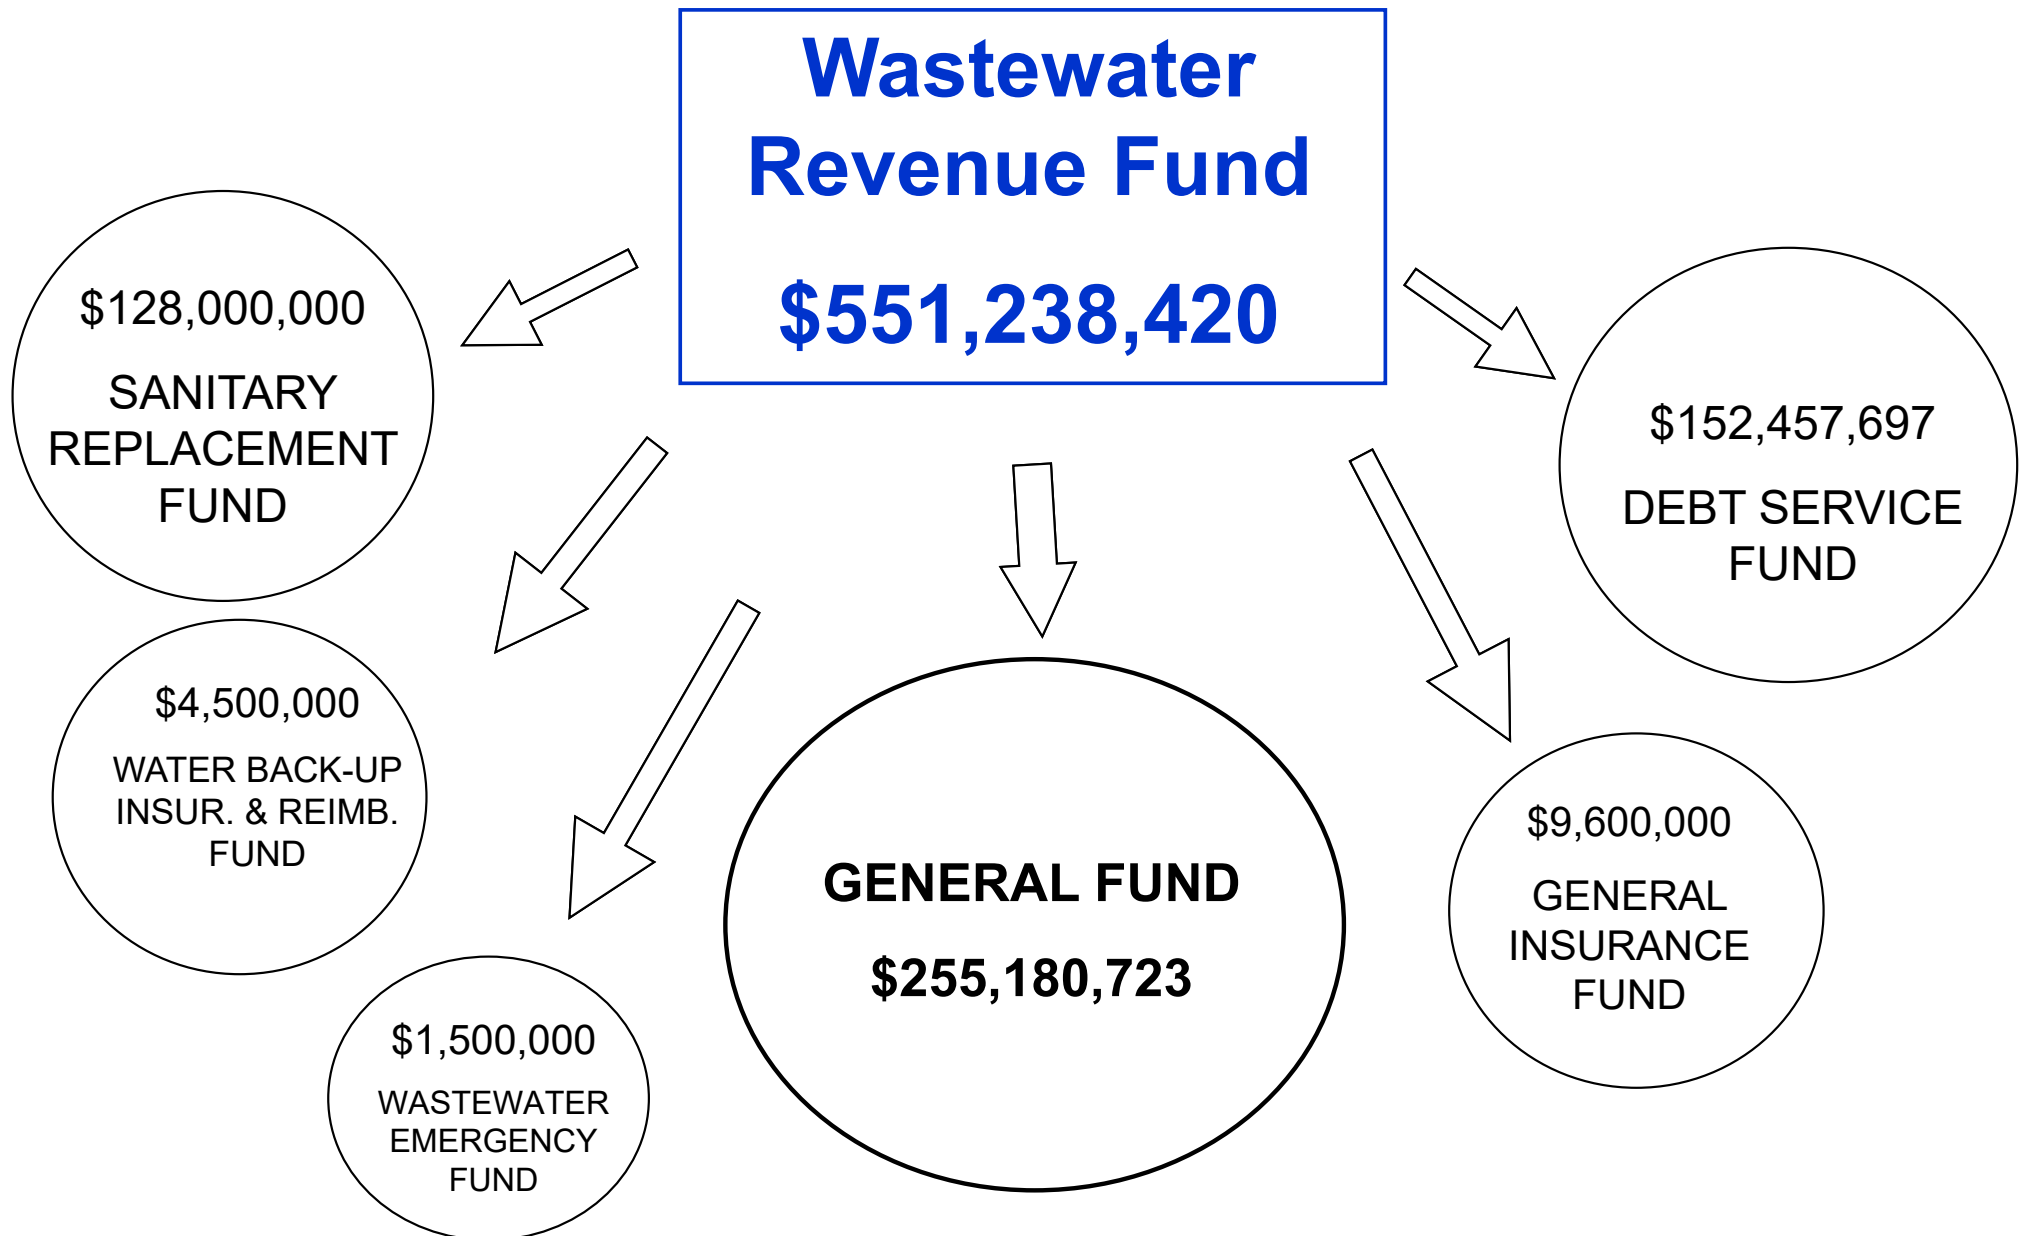 Wastewater
Revenue Fund
$551,238,420
$128,000,000
SANITARY
REPLACEMENT
FUND
$152,457,697
DEBT SERVICE
FUND
$4,500,000
WATER BACK-UP
INSUR. & REIMB.
FUND
GENERAL FUND
$255,180,723
$9,600,000
GENERAL
INSURANCE
FUND
$1,500,000
WASTEWATER
EMERGENCY
FUND